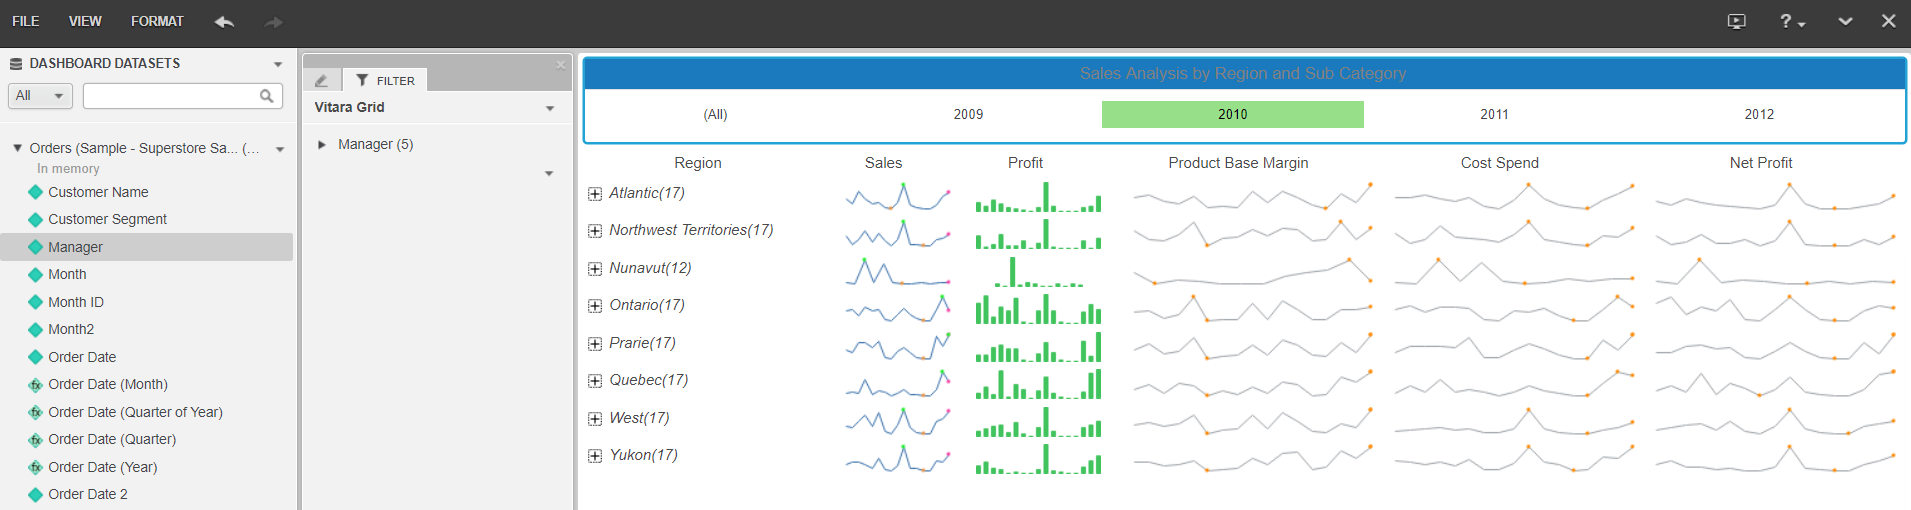 FILE VIEW FORMAT ? 
DASHBOARD DATASETS
All
Orders (Sample - Superstore Sa... (...
In memory
Customer Name
Customer Segment
Manager
Month
Month ID
Month2
Order Date
fx Order Date (Month)
fx Order Date (Quarter of Year)
fx Order Date (Quarter)
fx Order Date (Year)
Order Date 2
FILTER
Vitara Grid
Manager (5)
Sales Analysis by Region and Sub Category
(All) 2009 2010 2011 2012
Region Sales Profit Product Base Margin Cost Spend Net Profit
Atlantic(17)
Northwest Territories(17)
Nunavut(12)
Ontario(17)
Prarie(17)
Quebec(17)
West(17)
Yukon(17)